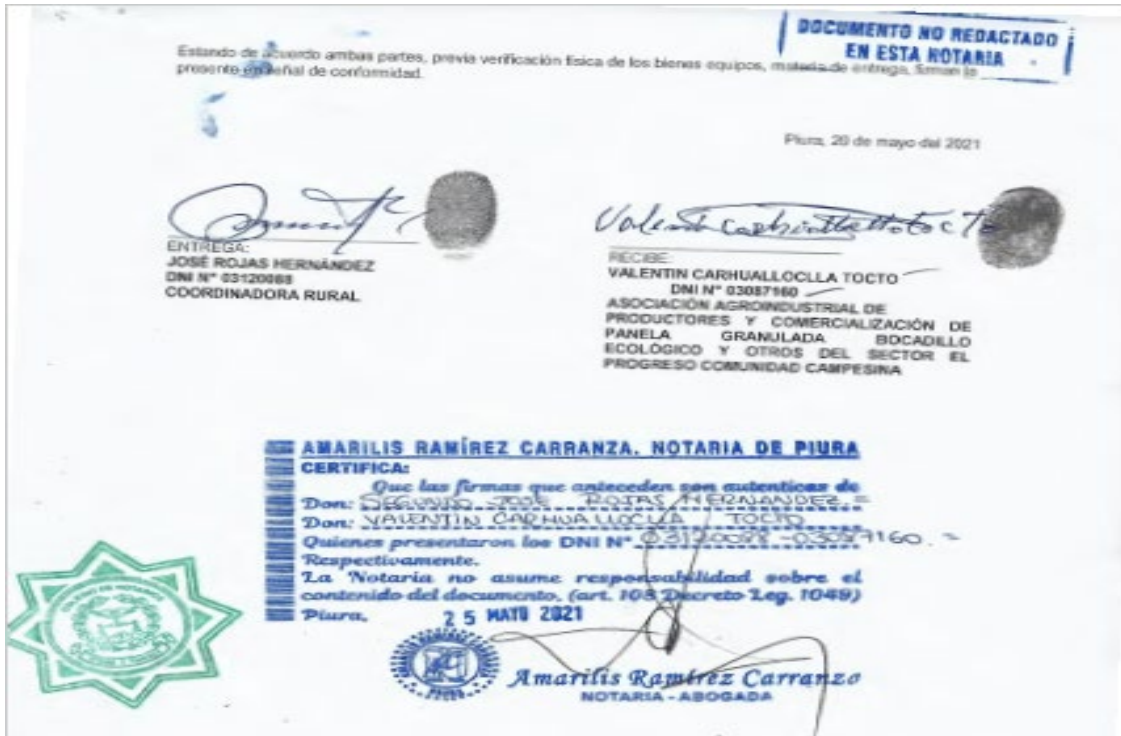 DOCUMENTO NO REDACTADO
EN ESTA NOTARIA
Estando de acuerdo ambas partes, previa verificación física de los bienes equipos, materia de entrega, firman la
presente en señal de conformidad.
Piura, 20 de mayo del 2021
ENTREGA:
JOSÉ ROJAS HERNÁNDEZ
DNI N° 03120088
COORDINADORA RURAL
Valentin Carhuallocllla Tocto
RECIBE:
VALENTIN CARHUALLOCLLA TOCTO
DNI N° 03087160
ASOCIACIÓN AGROINDUSTRIAL DE
PRODUCTORES Y COMERCIALIZACIÓN DE
PANELA GRANULADA BOCADILLO
ECOLÓGICO Y OTROS DEL SECTOR EL
PROGRESO COMUNIDAD CAMPESINA
AMARILIS RAMÍREZ CARRANZA. NOTARIA DE PIURA
CERTIFICA:
Que las firmas que anteceden son autenticas de
Don: SEGUNDO JOSE ROJAS HERNANDEZ =
Don: VALENTIN CARHUALLOCLLA TOCTO
Quienes presentaron los DNI N° 03120088 - 03087160. =
Respectivamente.
La Notaria no asume responsabilidad sobre el
contenido del documento. (art. 108 Decreto Leg. 1049)
Piura, 25 MAYO 2021
Amarilis Ramírez Carranza
NOTARIA - ABOGADA